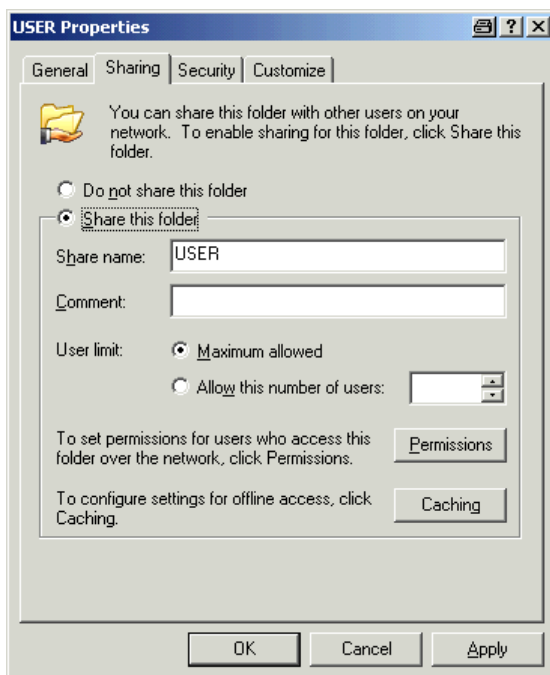 USER Properties
General Sharing Security Customize
You can share this folder with other users on your
network. To enable sharing for this folder, click Share this
folder.
Do not share this folder
Share this folder
Share name: USER
Comment:
User limit: Maximum allowed
Allow this number of users:
To set permissions for users who access this
folder over the network, click Permissions.
Permissions
To configure settings for offline access, click
Caching.
Caching
OK Cancel Apply